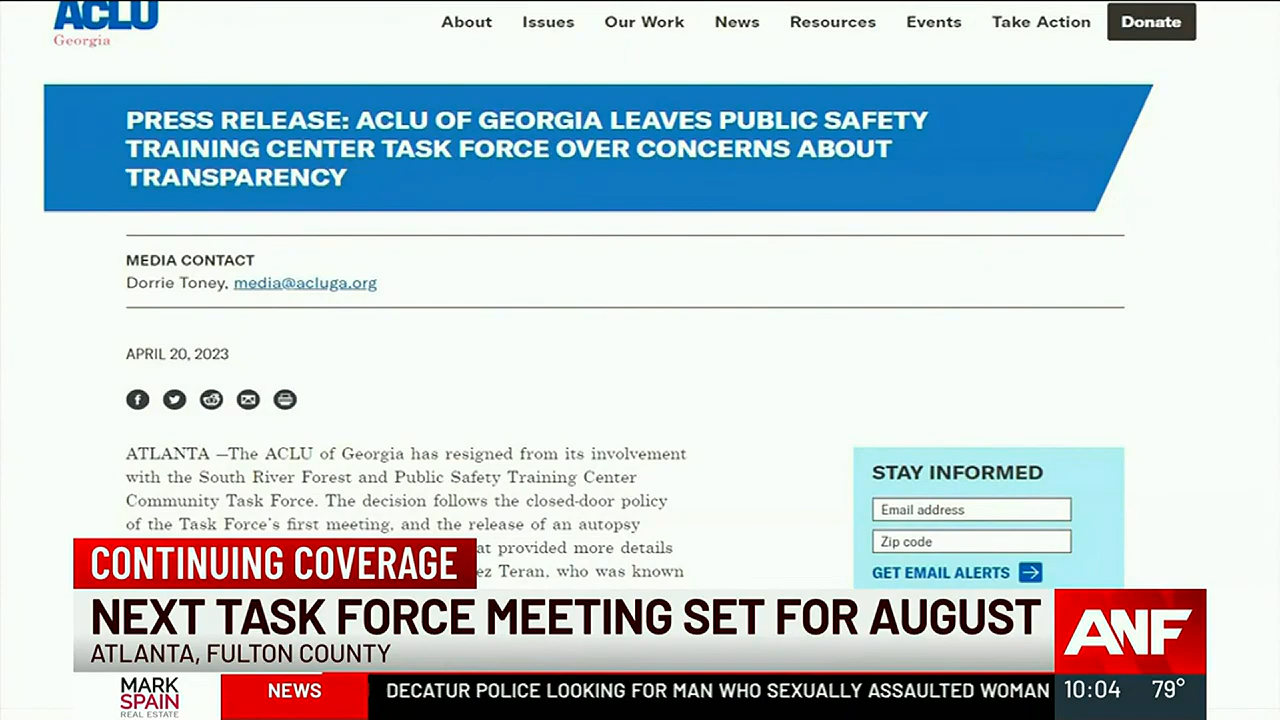 ACLU
Georgia
About Issues Our Work News Resources Events Take Action Donate
PRESS RELEASE: ACLU OF GEORGIA LEAVES PUBLIC SAFETY
TRAINING CENTER TASK FORCE OVER CONCERNS ABOUT
TRANSPARENCY
MEDIA CONTACT
Dorrie Toney, media@acluga.org
APRIL 20, 2023
ATLANTA —The ACLU of Georgia has resigned from its involvement
with the South River Forest and Public Safety Training Center
Community Task Force. The decision follows the closed-door policy
of the Task Force's first meeting, and the release of an autopsy
at provided more details
ez Teran, who was known
STAY INFORMED
Email address
Zip code
GET EMAIL ALERTS
CONTINUING COVERAGE
NEXT TASK FORCE MEETING SET FOR AUGUST
ATLANTA, FULTON COUNTY
ANF
MARK
SPAIN
REAL ESTATE
NEWS
DECATUR POLICE LOOKING FOR MAN WHO SEXUALLY ASSAULTED WOMAN
10:04 79°